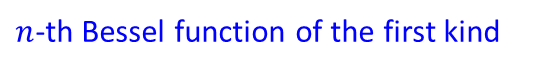 𝑛-th Bessel function of the first kind